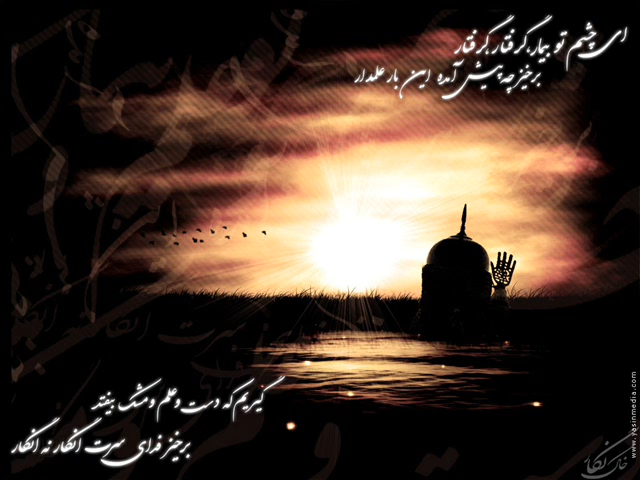 ای چشم تو بیمار، گرفتار، گرفتار
برخیز چه پیش آمده این بار علمدار
گیریم که دست و علم و مشک بیفتد
برخیز فدای سرت انگار نه انگار
www.yasinmedia.com